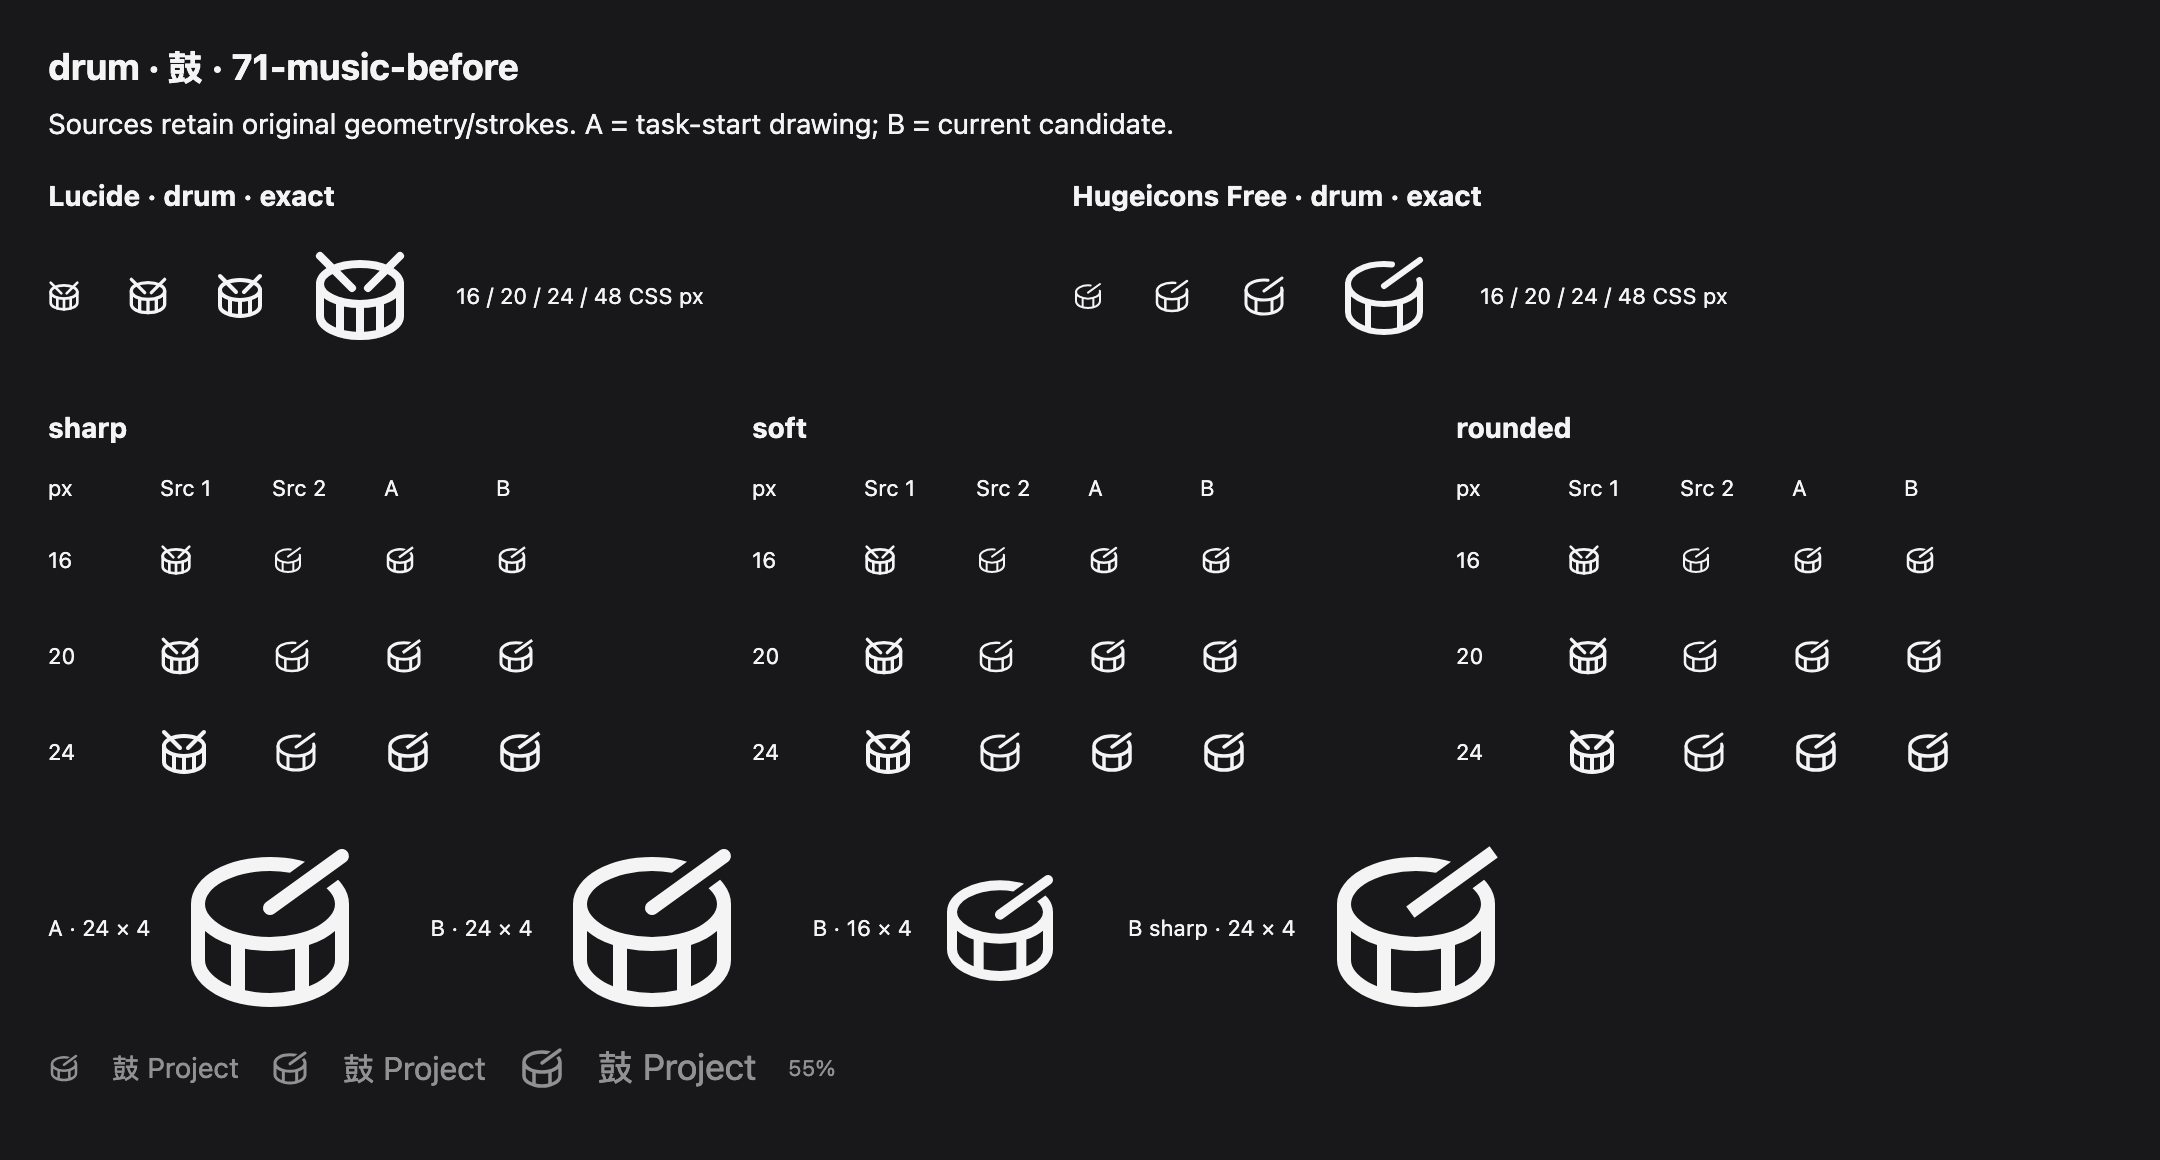 drum · 鼓 · 71-music-before
Sources retain original geometry/strokes. A = task-start drawing; B = current candidate.
Lucide · drum · exact
Hugeicons Free · drum · exact
16 / 20 / 24 / 48 CSS px
16 / 20 / 24 / 48 CSS px
sharp
soft
rounded
px Src 1 Src 2 A B
px Src 1 Src 2 A B
px Src 1 Src 2 A B
16
16
16
20
20
20
24
24
24
A · 24 × 4
B · 24 × 4
B · 16 × 4
B sharp · 24 × 4
鼓 Project
鼓 Project
鼓 Project
55%